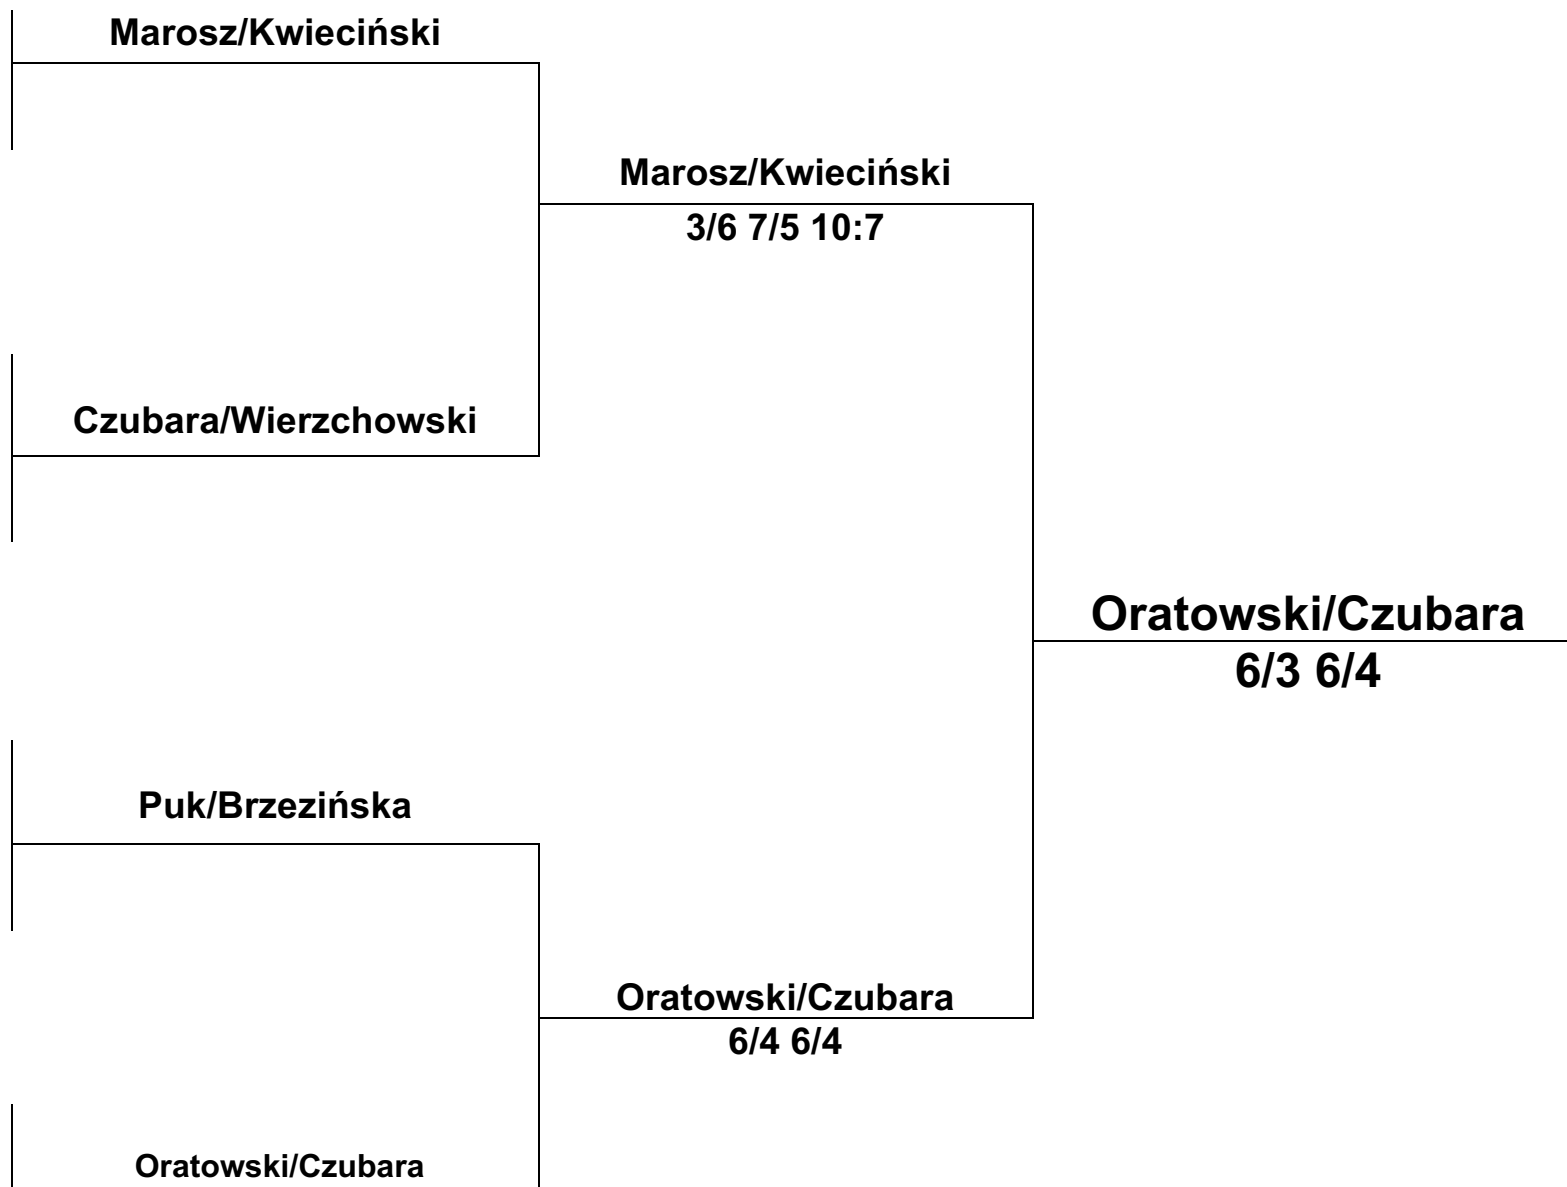 Marosz/Kwieciński
Marosz/Kwieciński
3/6 7/5 10:7
Czubara/Wierzchowski
Oratowski/Czubara
6/3 6/4
Puk/Brzezińska
Oratowski/Czubara
6/4 6/4
Oratowski/Czubara